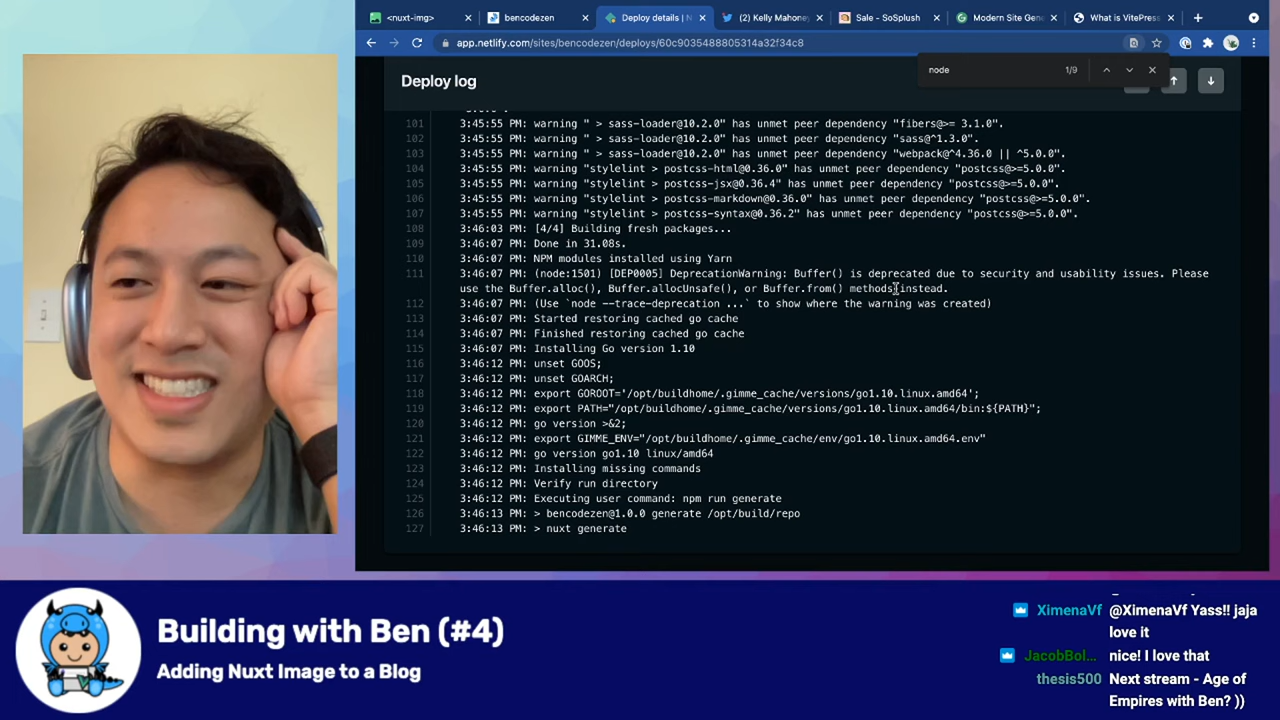 <nuxt-img>
bencodezen
Deploy details | N
(2) Kelly Mahone
Sale - SoSplush
Modern Site Gen
What is VitePress
app.netlify.com/sites/bencodezen/deploys/60c9035488805314a32f34c8
node 1/9
Deploy log
101 3:45:55 PM: warning " > sass-loader@10.2.0" has unmet peer dependency "fibers@>= 3.1.0".
102 3:45:55 PM: warning " > sass-loader@10.2.0" has unmet peer dependency "sass@^1.3.0".
103 3:45:55 PM: warning " > sass-loader@10.2.0" has unmet peer dependency "webpack@^4.36.0 || ^5.0.0".
104 3:45:55 PM: warning "stylelint > postcss-html@0.36.0" has unmet peer dependency "postcss@>=5.0.0".
105 3:45:55 PM: warning "stylelint > postcss-jsx@0.36.4" has unmet peer dependency "postcss@>=5.0.0".
106 3:45:55 PM: warning "stylelint > postcss-markdown@0.36.0" has unmet peer dependency "postcss@>=5.0.0".
107 3:45:55 PM: warning "stylelint > postcss-syntax@0.36.2" has unmet peer dependency "postcss@>=5.0.0".
108 3:46:03 PM: [4/4] Building fresh packages...
109 3:46:07 PM: Done in 31.08s.
110 3:46:07 PM: NPM modules installed using Yarn
111 3:46:07 PM: (node:1501) [DEP0005] DeprecationWarning: Buffer() is deprecated due to security and usability issues. Please
use the Buffer.alloc(), Buffer.allocUnsafe(), or Buffer.from() methods instead.
112 3:46:07 PM: (Use `node --trace-deprecation ...` to show where the warning was created)
113 3:46:07 PM: Started restoring cached go cache
114 3:46:07 PM: Finished restoring cached go cache
115 3:46:07 PM: Installing Go version 1.10
116 3:46:12 PM: unset GOOS;
117 3:46:12 PM: unset GOARCH;
118 3:46:12 PM: export GOROOT='/opt/buildhome/.gimme_cache/versions/go1.10.linux.amd64';
119 3:46:12 PM: export PATH="/opt/buildhome/.gimme_cache/versions/go1.10.linux.amd64/bin:${PATH}";
120 3:46:12 PM: go version >&2;
121 3:46:12 PM: export GIMME_ENV="/opt/buildhome/.gimme_cache/env/go1.10.linux.amd64.env"
122 3:46:12 PM: go version go1.10 linux/amd64
123 3:46:12 PM: Installing missing commands
124 3:46:12 PM: Verify run directory
125 3:46:12 PM: Executing user command: npm run generate
126 3:46:13 PM: > bencodezen@1.0.0 generate /opt/build/repo
127 3:46:13 PM: > nuxt generate
Building with Ben (#4)
Adding Nuxt Image to a Blog
XimenaVf @XimenaVf Yass!! jaja
love it
JacobBol... nice! I love that
thesis500 Next stream - Age of
Empires with Ben? ))